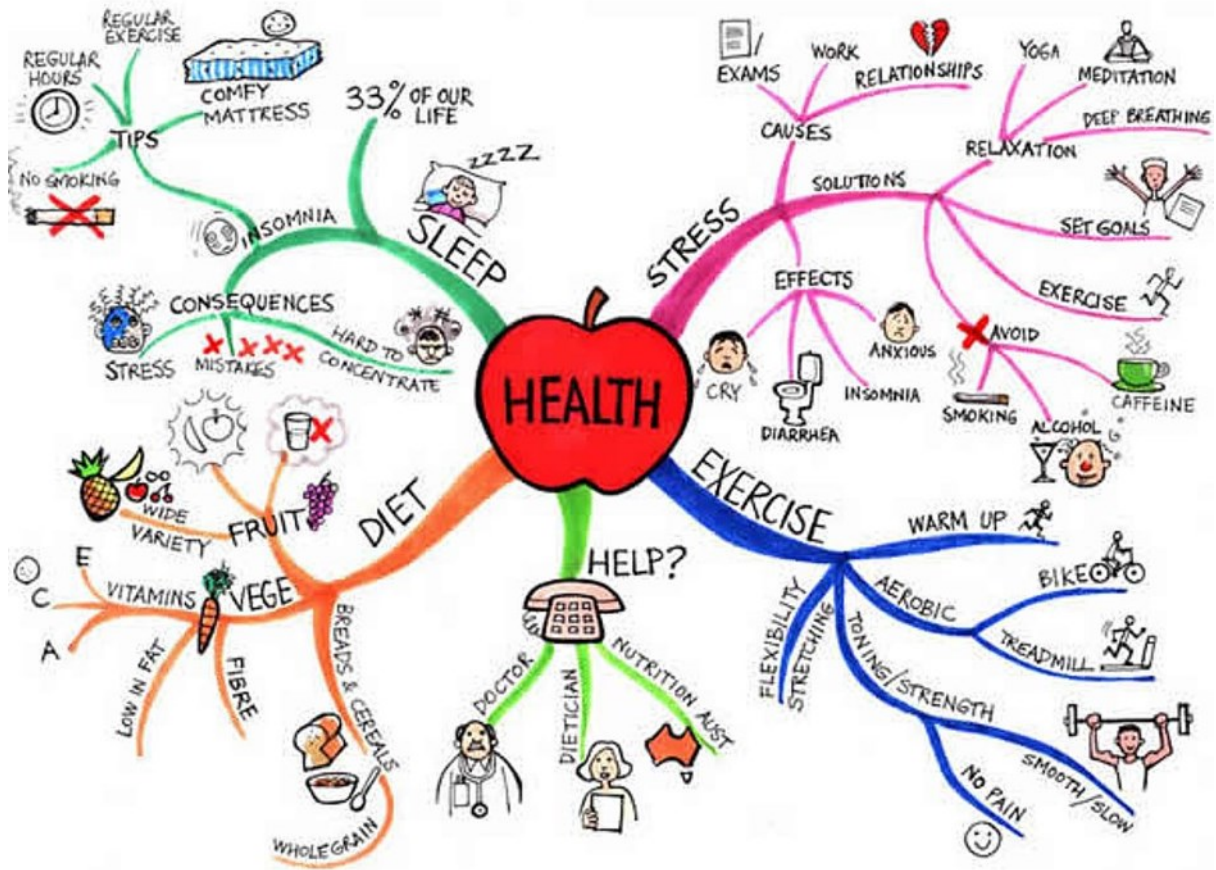 HEALTH
SLEEP
33% OF OUR
LIFE
ZZZZ
INSOMNIA
TIPS
REGULAR
HOURS
REGULAR
EXERCISE
COMFY
MATTRESS
NO SMOKING
CONSEQUENCES
STRESS
MISTAKES
HARD TO
CONCENTRATE
STRESS
CAUSES
EXAMS
WORK
RELATIONSHIPS
SOLUTIONS
RELAXATION
YOGA
MEDITATION
DEEP BREATHING
SET GOALS
EXERCISE
AVOID
SMOKING
ALCOHOL
CAFFEINE
EFFECTS
CRY
DIARRHEA
INSOMNIA
ANXIOUS
EXERCISE
WARM UP
AEROBIC
BIKE
TREADMILL
TONING/STRENGTH
SMOOTH/SLOW
NO PAIN
FLEXIBILITY
STRETCHING
HELP?
DOCTOR
DIETICIAN
NUTRITION AUST
DIET
FRUIT
WIDE
VARIETY
VEGE
VITAMINS
E
C
A
LOW IN FAT
FIBRE
BREADS & CEREALS
WHOLEGRAIN